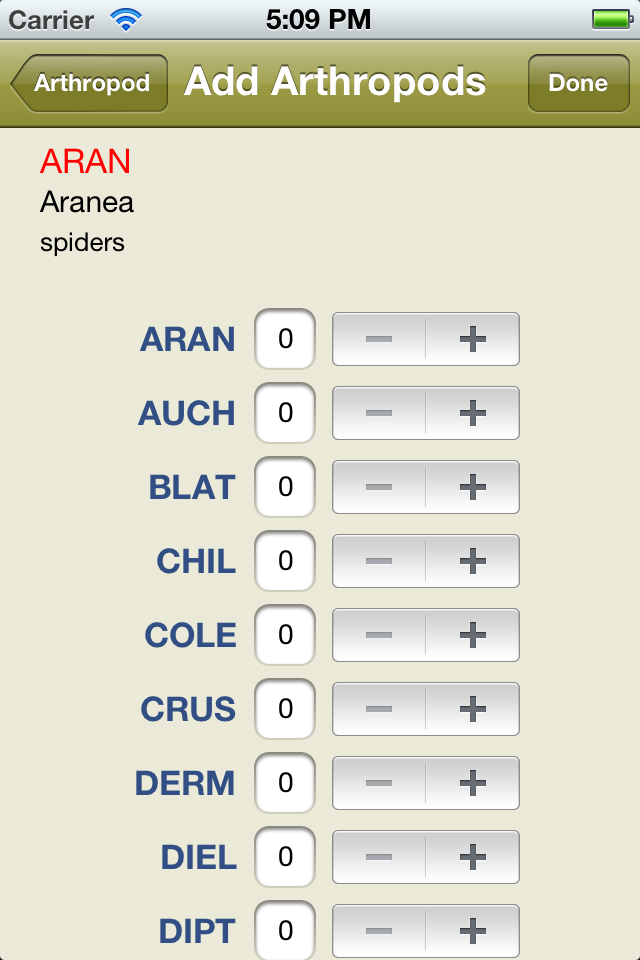 Carrier 5:09 PM
Arthropod Add Arthropods Done
ARAN
Aranea
spiders
ARAN 0 − +
AUCH 0 − +
BLAT 0 − +
CHIL 0 − +
COLE 0 − +
CRUS 0 − +
DERM 0 − +
DIEL 0 − +
DIPT 0 − +